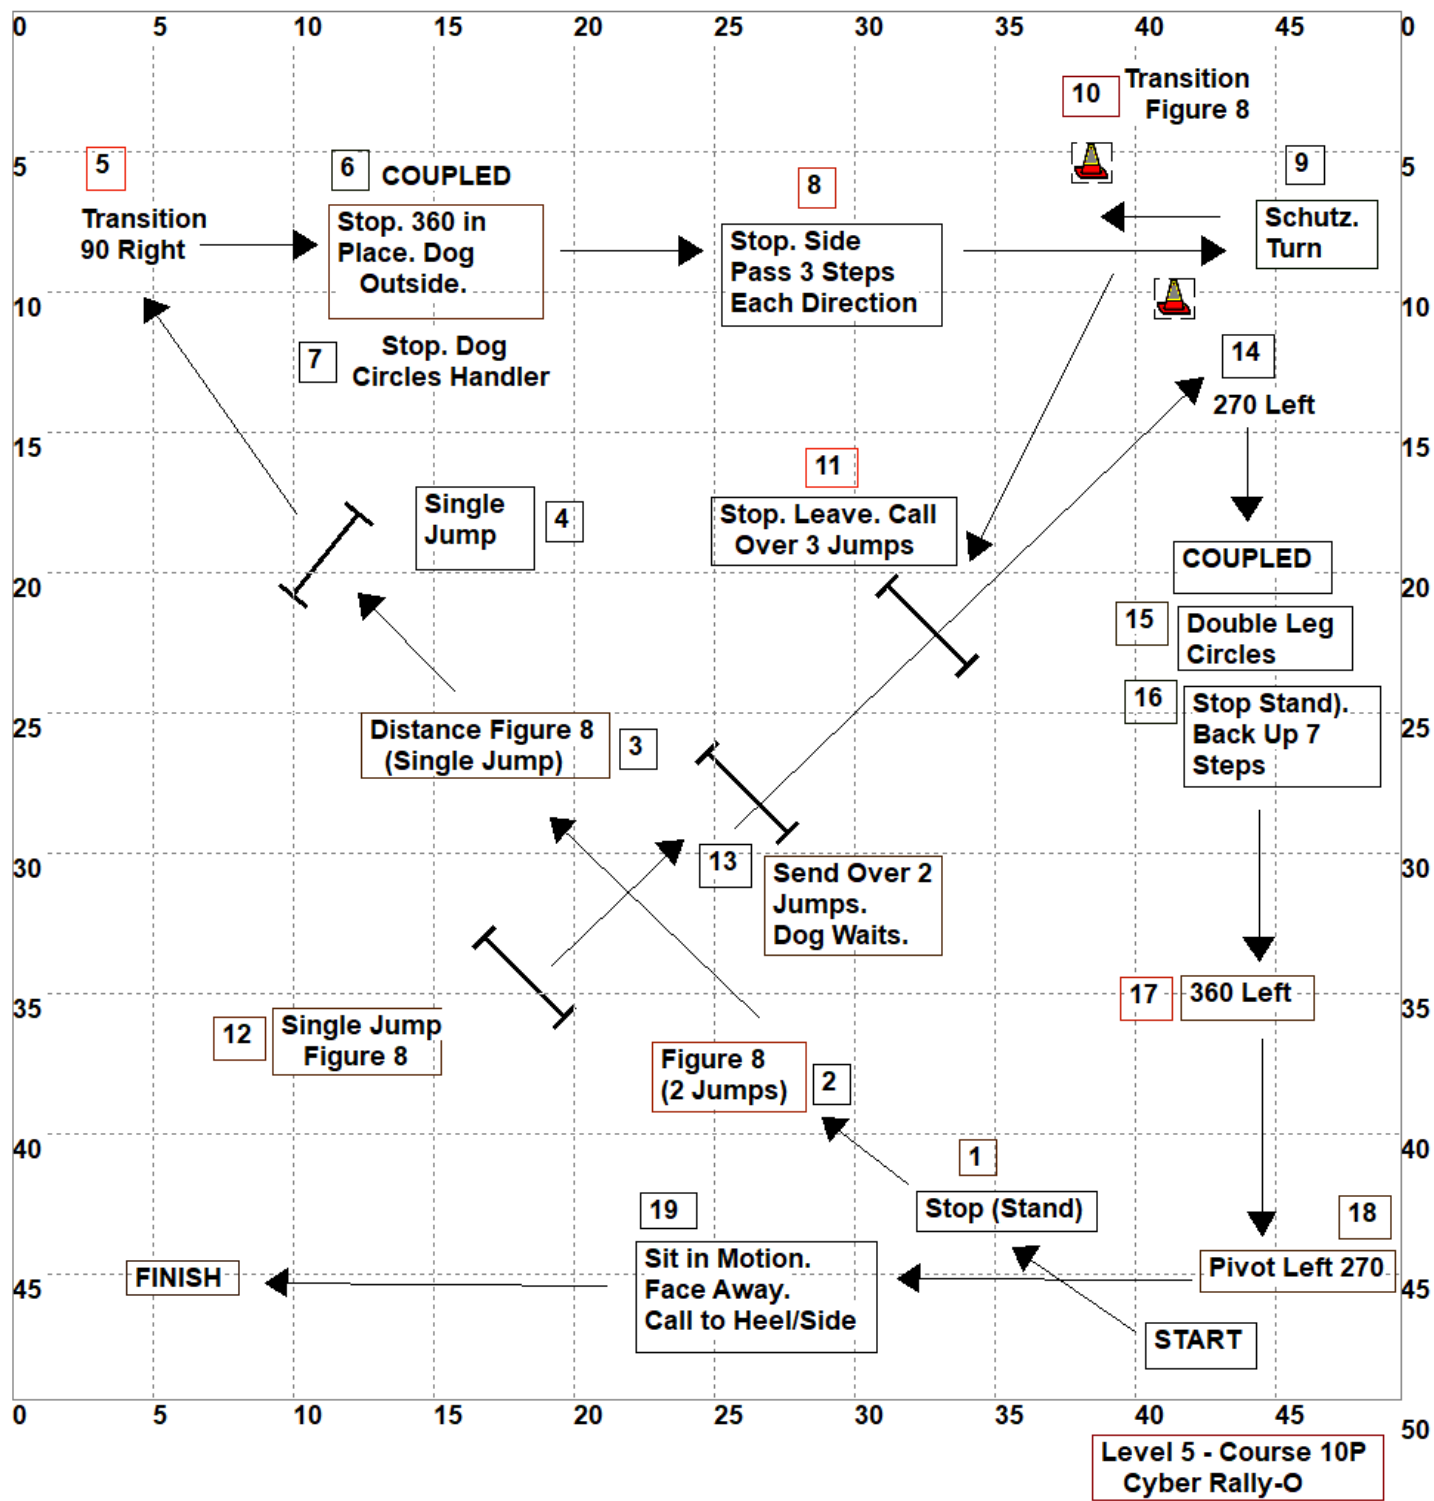 0 5 10 15 20 25 30 35 40 45 0
10 Transition
Figure 8
5 5
5
6 COUPLED
8
9
Transition
90 Right
Stop. 360 in
Place. Dog
Outside.
Stop. Side
Pass 3 Steps
Each Direction
Schutz.
Turn
10 10
7 Stop. Dog
Circles Handler
14
270 Left
15 15
11
Stop. Leave. Call
Over 3 Jumps
Single
Jump
4
COUPLED
20 20
15 Double Leg
Circles
16 Stop Stand).
Back Up 7
Steps
25 25
Distance Figure 8
(Single Jump)
3
30 30
13
Send Over 2
Jumps.
Dog Waits.
35 35
17 360 Left
12 Single Jump
Figure 8
Figure 8
(2 Jumps)
2
40 40
1
Stop (Stand)
19
Sit in Motion.
Face Away.
Call to Heel/Side
18
Pivot Left 270
45 45
FINISH
START
0 5 10 15 20 25 30 35 40 45 50
Level 5 - Course 10P
Cyber Rally-O